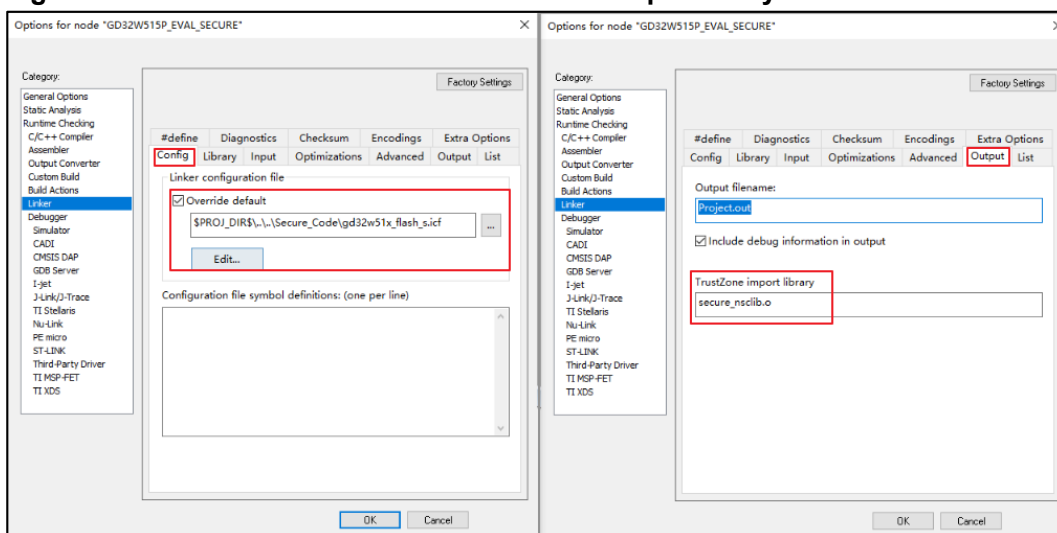 Options for node "GD32W515P_EVAL_SECURE"
Category:
General Options
Static Analysis
Runtime Checking
C/C++ Compiler
Assembler
Output Converter
Custom Build
Build Actions
Linker
Debugger
Simulator
CADI
CMSIS DAP
GDB Server
I-jet
J-Link/J-Trace
TI Stellaris
Nu-Link
PE micro
ST-LINK
Third-Party Driver
TI MSP-FET
TI XDS
Factory Settings
#define Diagnostics Checksum Encodings Extra Options
Config Library Input Optimizations Advanced Output List
Linker configuration file
Override default
$PROJ_DIR$\..\..\Secure_Code\gd32w51x_flash_s.icf
...
Edit...
Configuration file symbol definitions: (one per line)
OK Cancel
Options for node "GD32W515P_EVAL_SECURE"
Category:
General Options
Static Analysis
Runtime Checking
C/C++ Compiler
Assembler
Output Converter
Custom Build
Build Actions
Linker
Debugger
Simulator
CADI
CMSIS DAP
GDB Server
I-jet
J-Link/J-Trace
TI Stellaris
Nu-Link
PE micro
ST-LINK
Third-Party Driver
TI MSP-FET
TI XDS
Factory Settings
#define Diagnostics Checksum Encodings Extra Options
Config Library Input Optimizations Advanced Output List
Output filename:
Project.out
Include debug information in output
TrustZone import library
secure_nsclib.o
OK Cancel